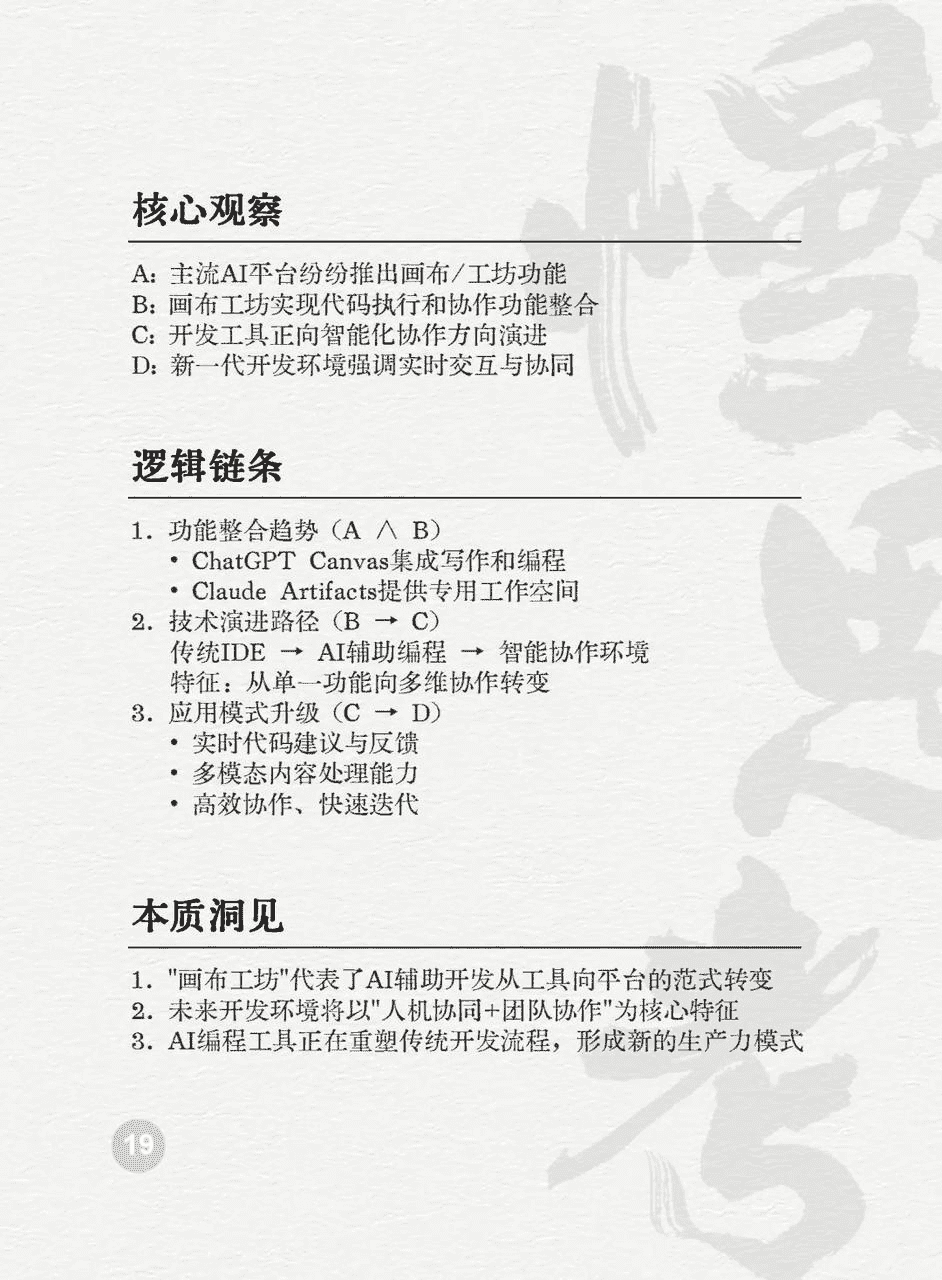 核心观察
A: 主流AI平台纷纷推出画布/工坊功能
B: 画布工坊实现代码执行和协作功能整合
C: 开发工具正向智能化协作方向演进
D: 新一代开发环境强调实时交互与协同
逻辑链条
1. 功能整合趋势（A ∧ B）
• ChatGPT Canvas集成写作和编程
• Claude Artifacts提供专用工作空间
2. 技术演进路径（B → C）
传统IDE → AI辅助编程 → 智能协作环境
特征: 从单一功能向多维协作转变
3. 应用模式升级（C → D）
• 实时代码建议与反馈
• 多模态内容处理能力
• 高效协作、快速迭代
本质洞见
1. "画布工坊"代表了AI辅助开发从工具向平台的范式转变
2. 未来开发环境将以"人机协同+团队协作"为核心特征
3. AI编程工具正在重塑传统开发流程，形成新的生产力模式
19
慢思考